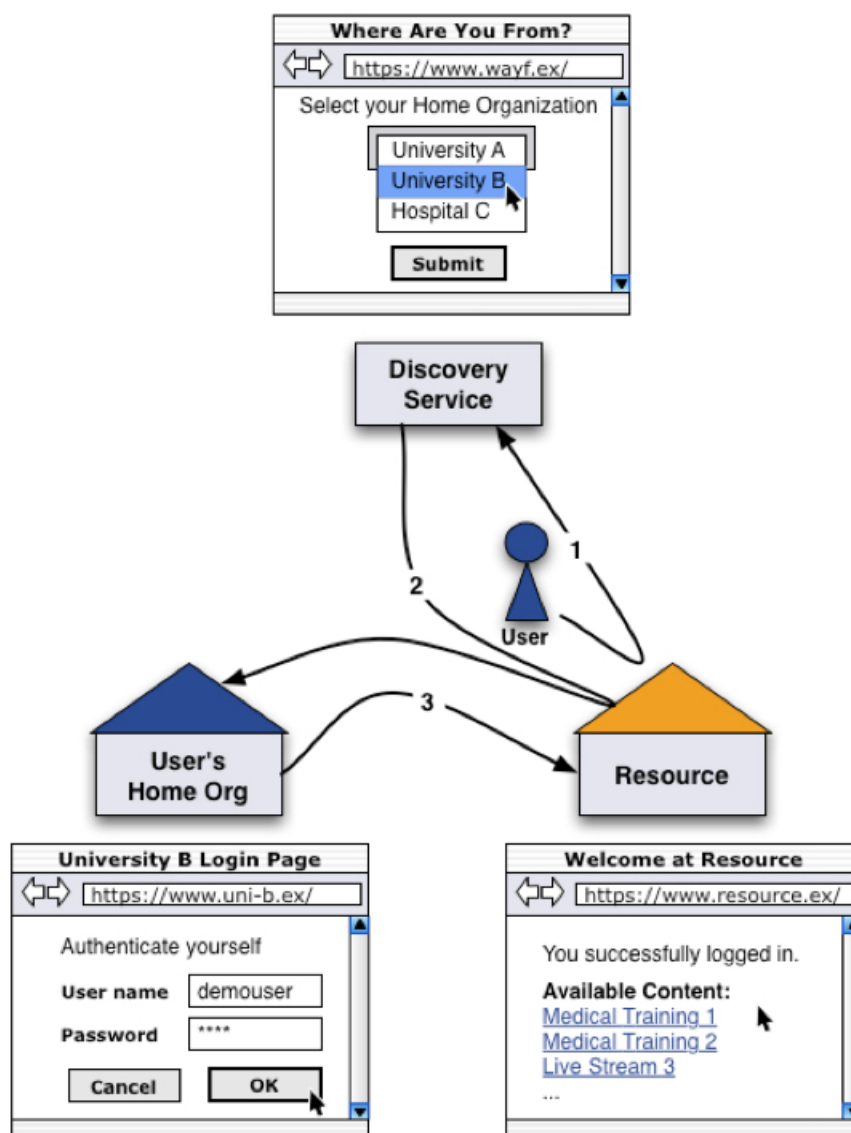 Where Are You From?
https://www.wayf.ex/
Select your Home Organization
University A
University B
Hospital C
Submit
Discovery
Service
1
2
User
3
User's
Home Org
Resource
University B Login Page
https://www.uni-b.ex/
Authenticate yourself
User name demouser
Password ****
Cancel OK
Welcome at Resource
https://www.resource.ex/
You successfully logged in.
Available Content:
Medical Training 1
Medical Training 2
Live Stream 3
...